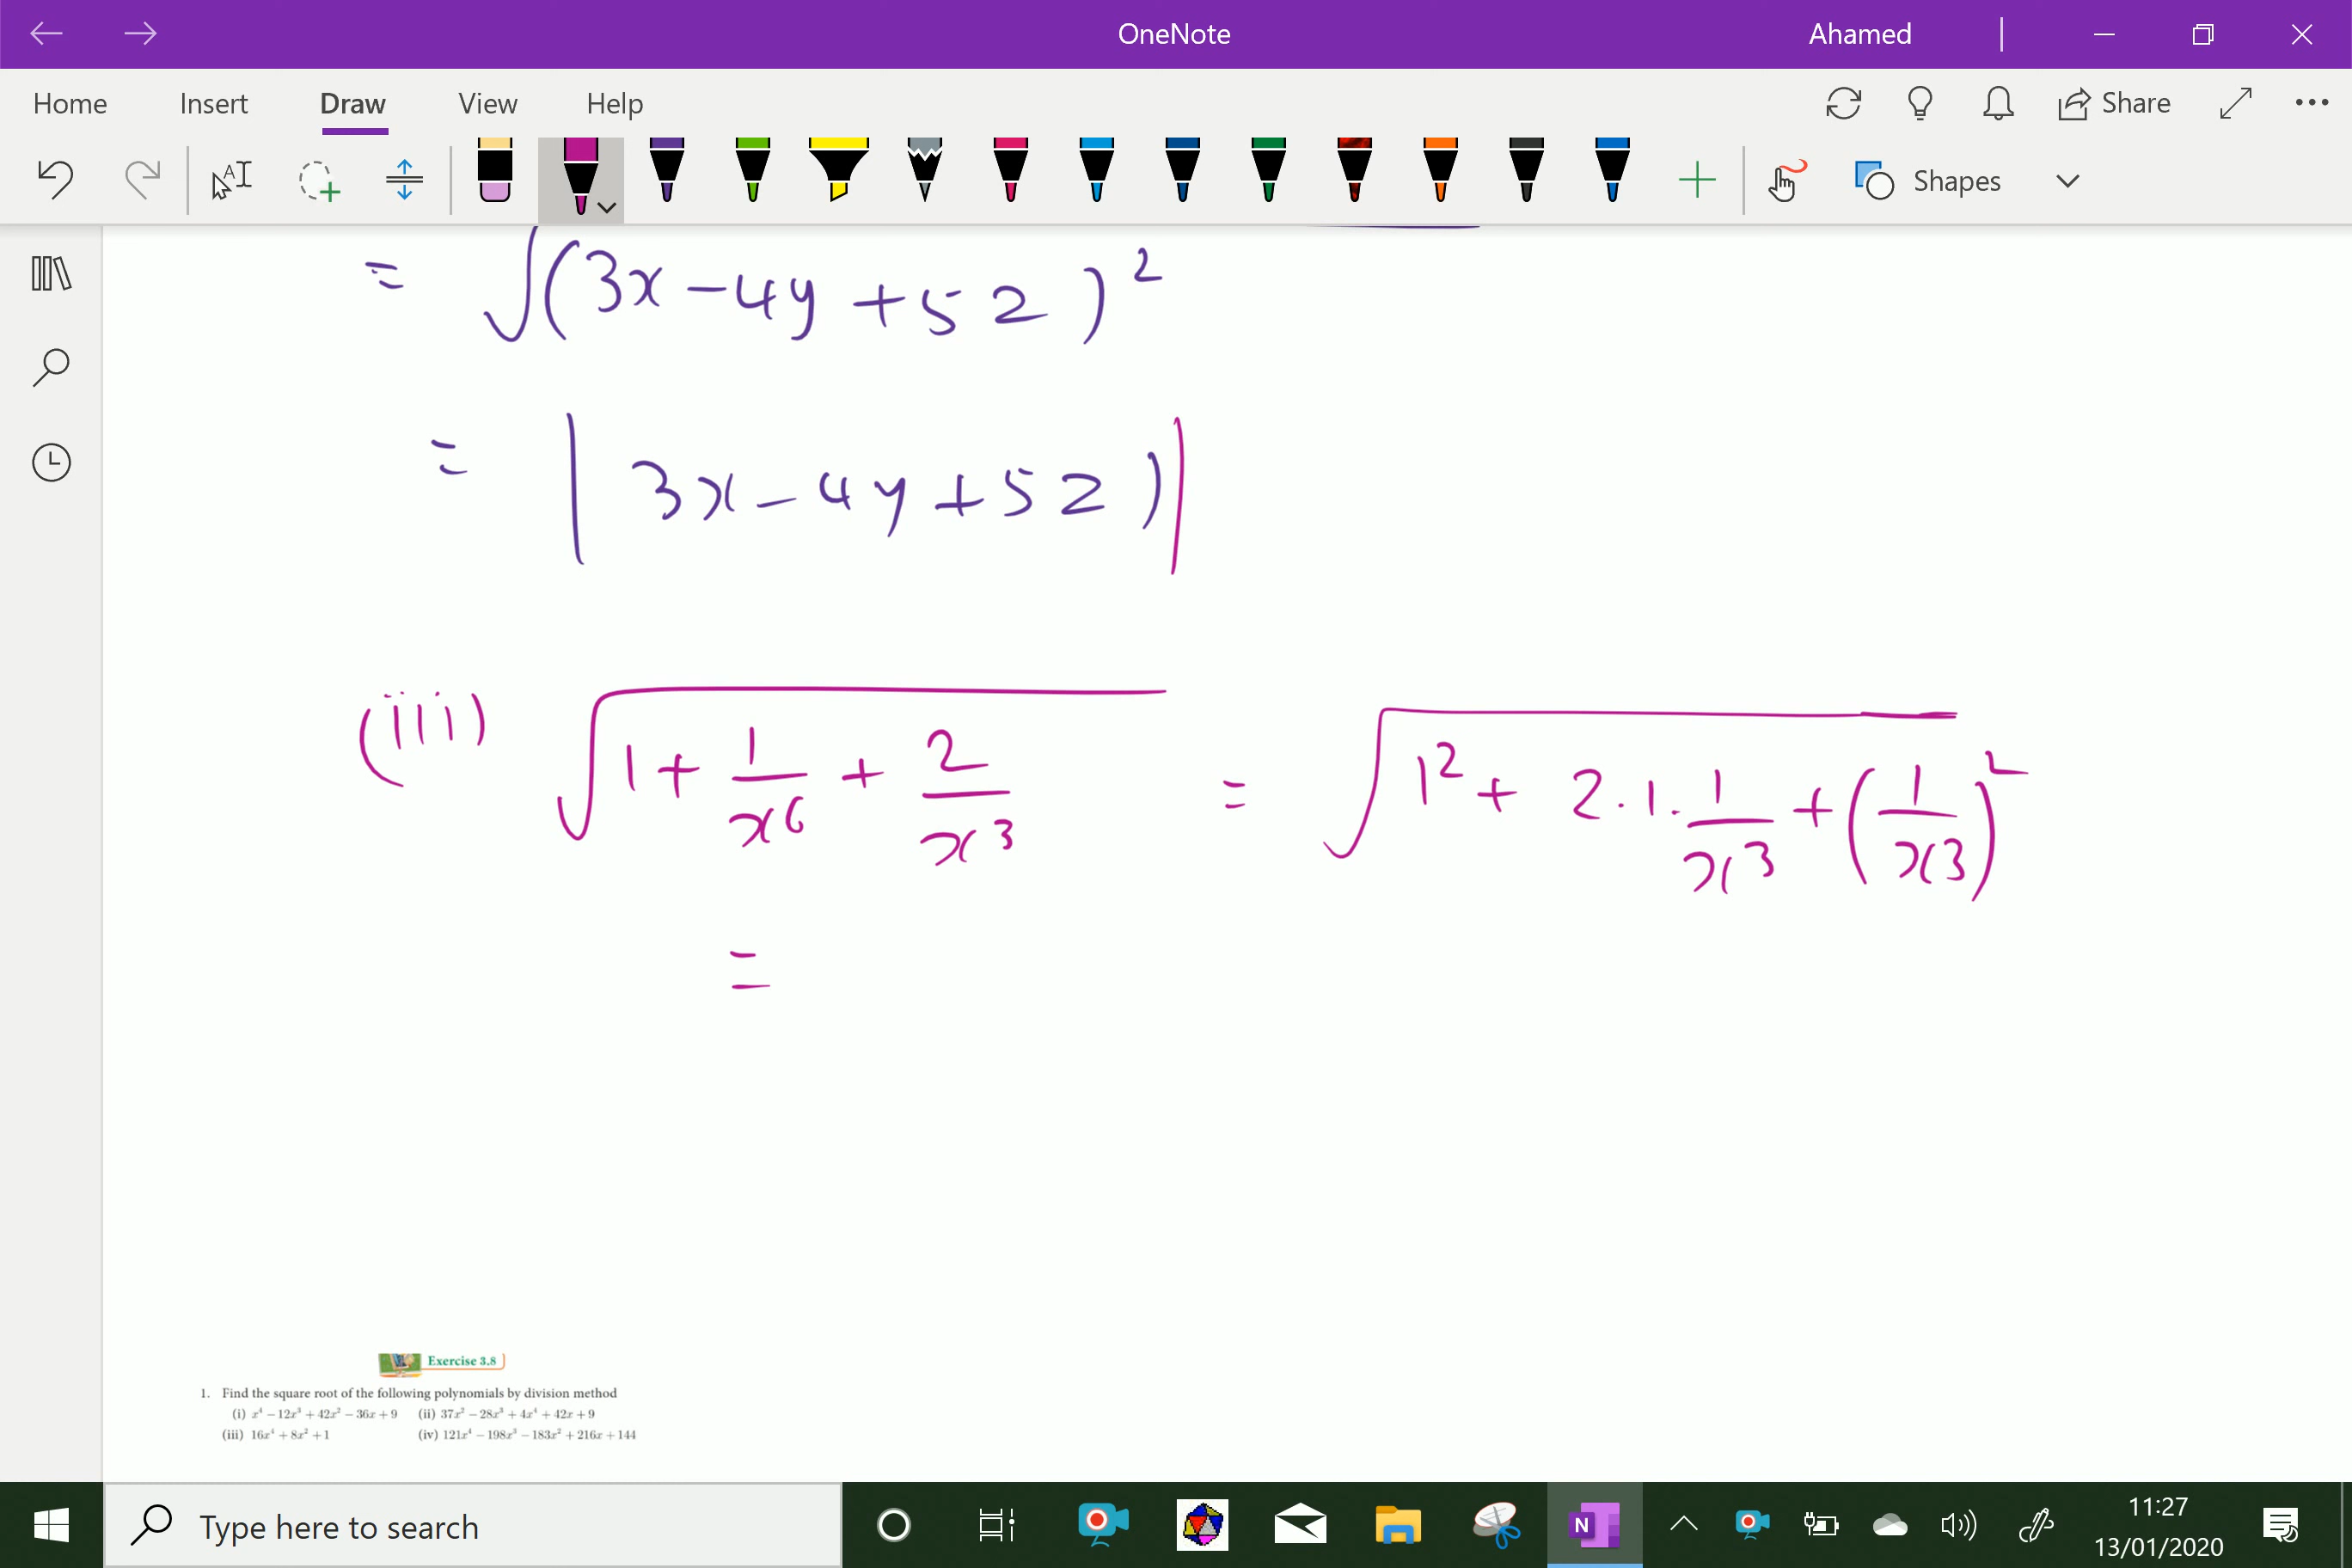 OneNote
Ahamed
Home Insert Draw View Help
Share
Shapes
= √(3x - 4y + 5z)²
= | 3x - 4y + 5z )|
(iii) √1 + 1/x⁶ + 2/x³ = √1² + 2 · 1 · 1/x³ + (1/x³)²
=
Exercise 3.8
1. Find the square root of the following polynomials by division method
(i) x⁴ − 12x³ + 42x² − 36x + 9 (ii) 37x² − 28x³ + 4x⁴ + 42x + 9
(iii) 16x⁴ + 8x² + 1 (iv) 121x⁴ − 198x³ − 183x² + 216x + 144
Type here to search
N
11:27
13/01/2020